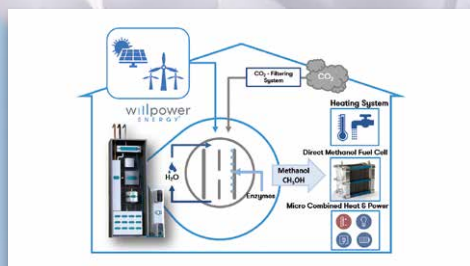 CO₂ - Filtering
System
CO₂
willpower
ENERGY
Heating System
H₂O
Direct Methanol Fuel Cell
Methanol
CH₃OH
Enzymes
Micro Combined Heat & Power